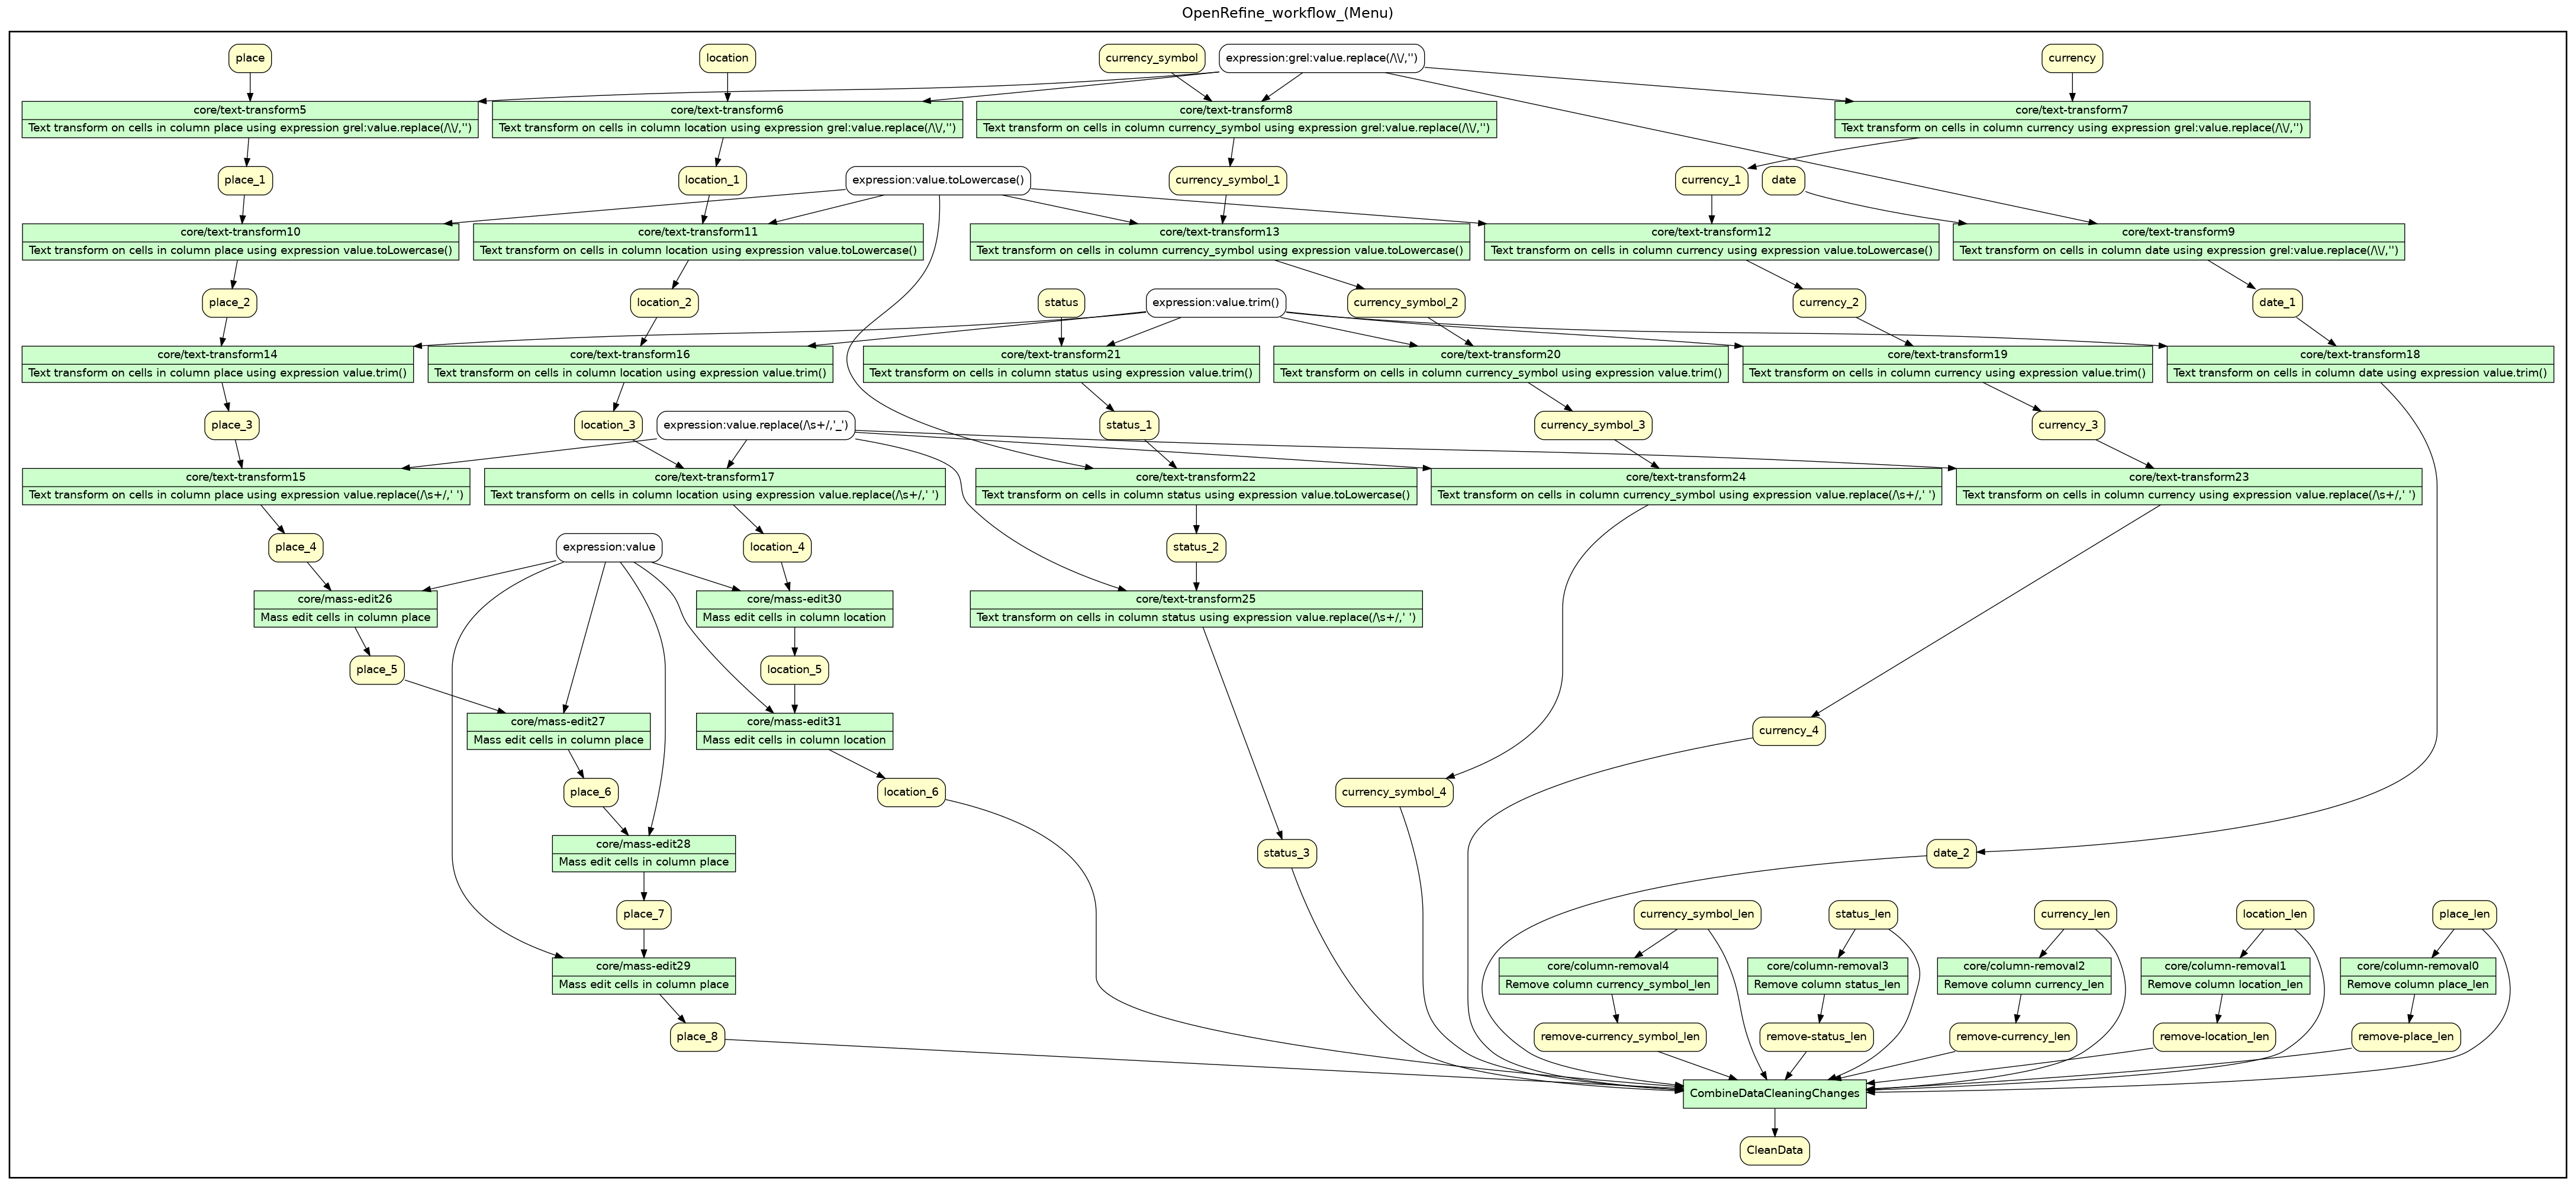 OpenRefine_workflow_(Menu)
place
location
currency_symbol
expression:grel:value.replace(/\\/,'')
currency
core/text-transform5
Text transform on cells in column place using expression grel:value.replace(/\\/,'')
core/text-transform6
Text transform on cells in column location using expression grel:value.replace(/\\/,'')
core/text-transform8
Text transform on cells in column currency_symbol using expression grel:value.replace(/\\/,'')
core/text-transform7
Text transform on cells in column currency using expression grel:value.replace(/\\/,'')
place_1
location_1
expression:value.toLowercase()
currency_symbol_1
currency_1
date
core/text-transform10
Text transform on cells in column place using expression value.toLowercase()
core/text-transform11
Text transform on cells in column location using expression value.toLowercase()
core/text-transform13
Text transform on cells in column currency_symbol using expression value.toLowercase()
core/text-transform12
Text transform on cells in column currency using expression value.toLowercase()
core/text-transform9
Text transform on cells in column date using expression grel:value.replace(/\\/,'')
place_2
location_2
status
expression:value.trim()
currency_symbol_2
currency_2
date_1
core/text-transform14
Text transform on cells in column place using expression value.trim()
core/text-transform16
Text transform on cells in column location using expression value.trim()
core/text-transform21
Text transform on cells in column status using expression value.trim()
core/text-transform20
Text transform on cells in column currency_symbol using expression value.trim()
core/text-transform19
Text transform on cells in column currency using expression value.trim()
core/text-transform18
Text transform on cells in column date using expression value.trim()
place_3
location_3
expression:value.replace(/\s+/,'_')
status_1
currency_symbol_3
currency_3
core/text-transform15
Text transform on cells in column place using expression value.replace(/\s+/,' ')
core/text-transform17
Text transform on cells in column location using expression value.replace(/\s+/,' ')
core/text-transform22
Text transform on cells in column status using expression value.toLowercase()
core/text-transform24
Text transform on cells in column currency_symbol using expression value.replace(/\s+/,' ')
core/text-transform23
Text transform on cells in column currency using expression value.replace(/\s+/,' ')
place_4
expression:value
location_4
status_2
core/mass-edit26
Mass edit cells in column place
core/mass-edit30
Mass edit cells in column location
core/text-transform25
Text transform on cells in column status using expression value.replace(/\s+/,' ')
place_5
location_5
core/mass-edit27
Mass edit cells in column place
core/mass-edit31
Mass edit cells in column location
currency_4
place_6
location_6
currency_symbol_4
core/mass-edit28
Mass edit cells in column place
status_3
date_2
place_7
currency_symbol_len
status_len
currency_len
location_len
place_len
core/mass-edit29
Mass edit cells in column place
core/column-removal4
Remove column currency_symbol_len
core/column-removal3
Remove column status_len
core/column-removal2
Remove column currency_len
core/column-removal1
Remove column location_len
core/column-removal0
Remove column place_len
place_8
remove-currency_symbol_len
remove-status_len
remove-currency_len
remove-location_len
remove-place_len
CombineDataCleaningChanges
CleanData